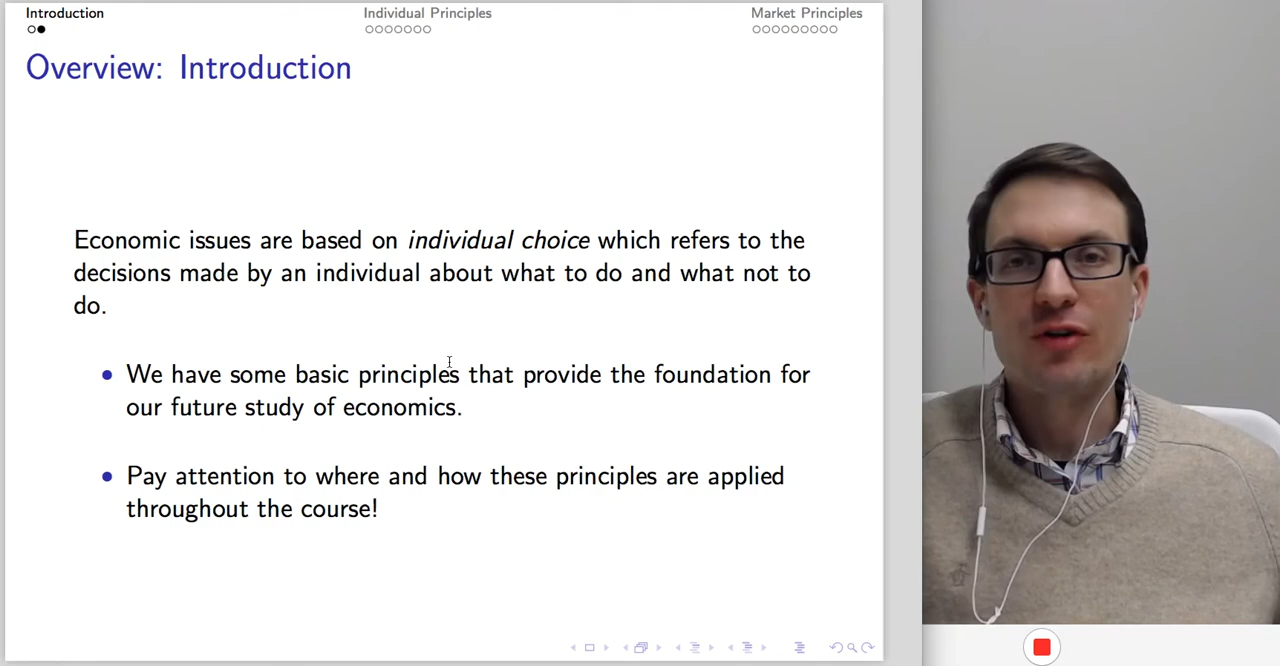 Introduction
Individual Principles
Market Principles
Overview: Introduction
Economic issues are based on individual choice which refers to the
decisions made by an individual about what to do and what not to
do.
We have some basic principles that provide the foundation for
our future study of economics.
Pay attention to where and how these principles are applied
throughout the course!